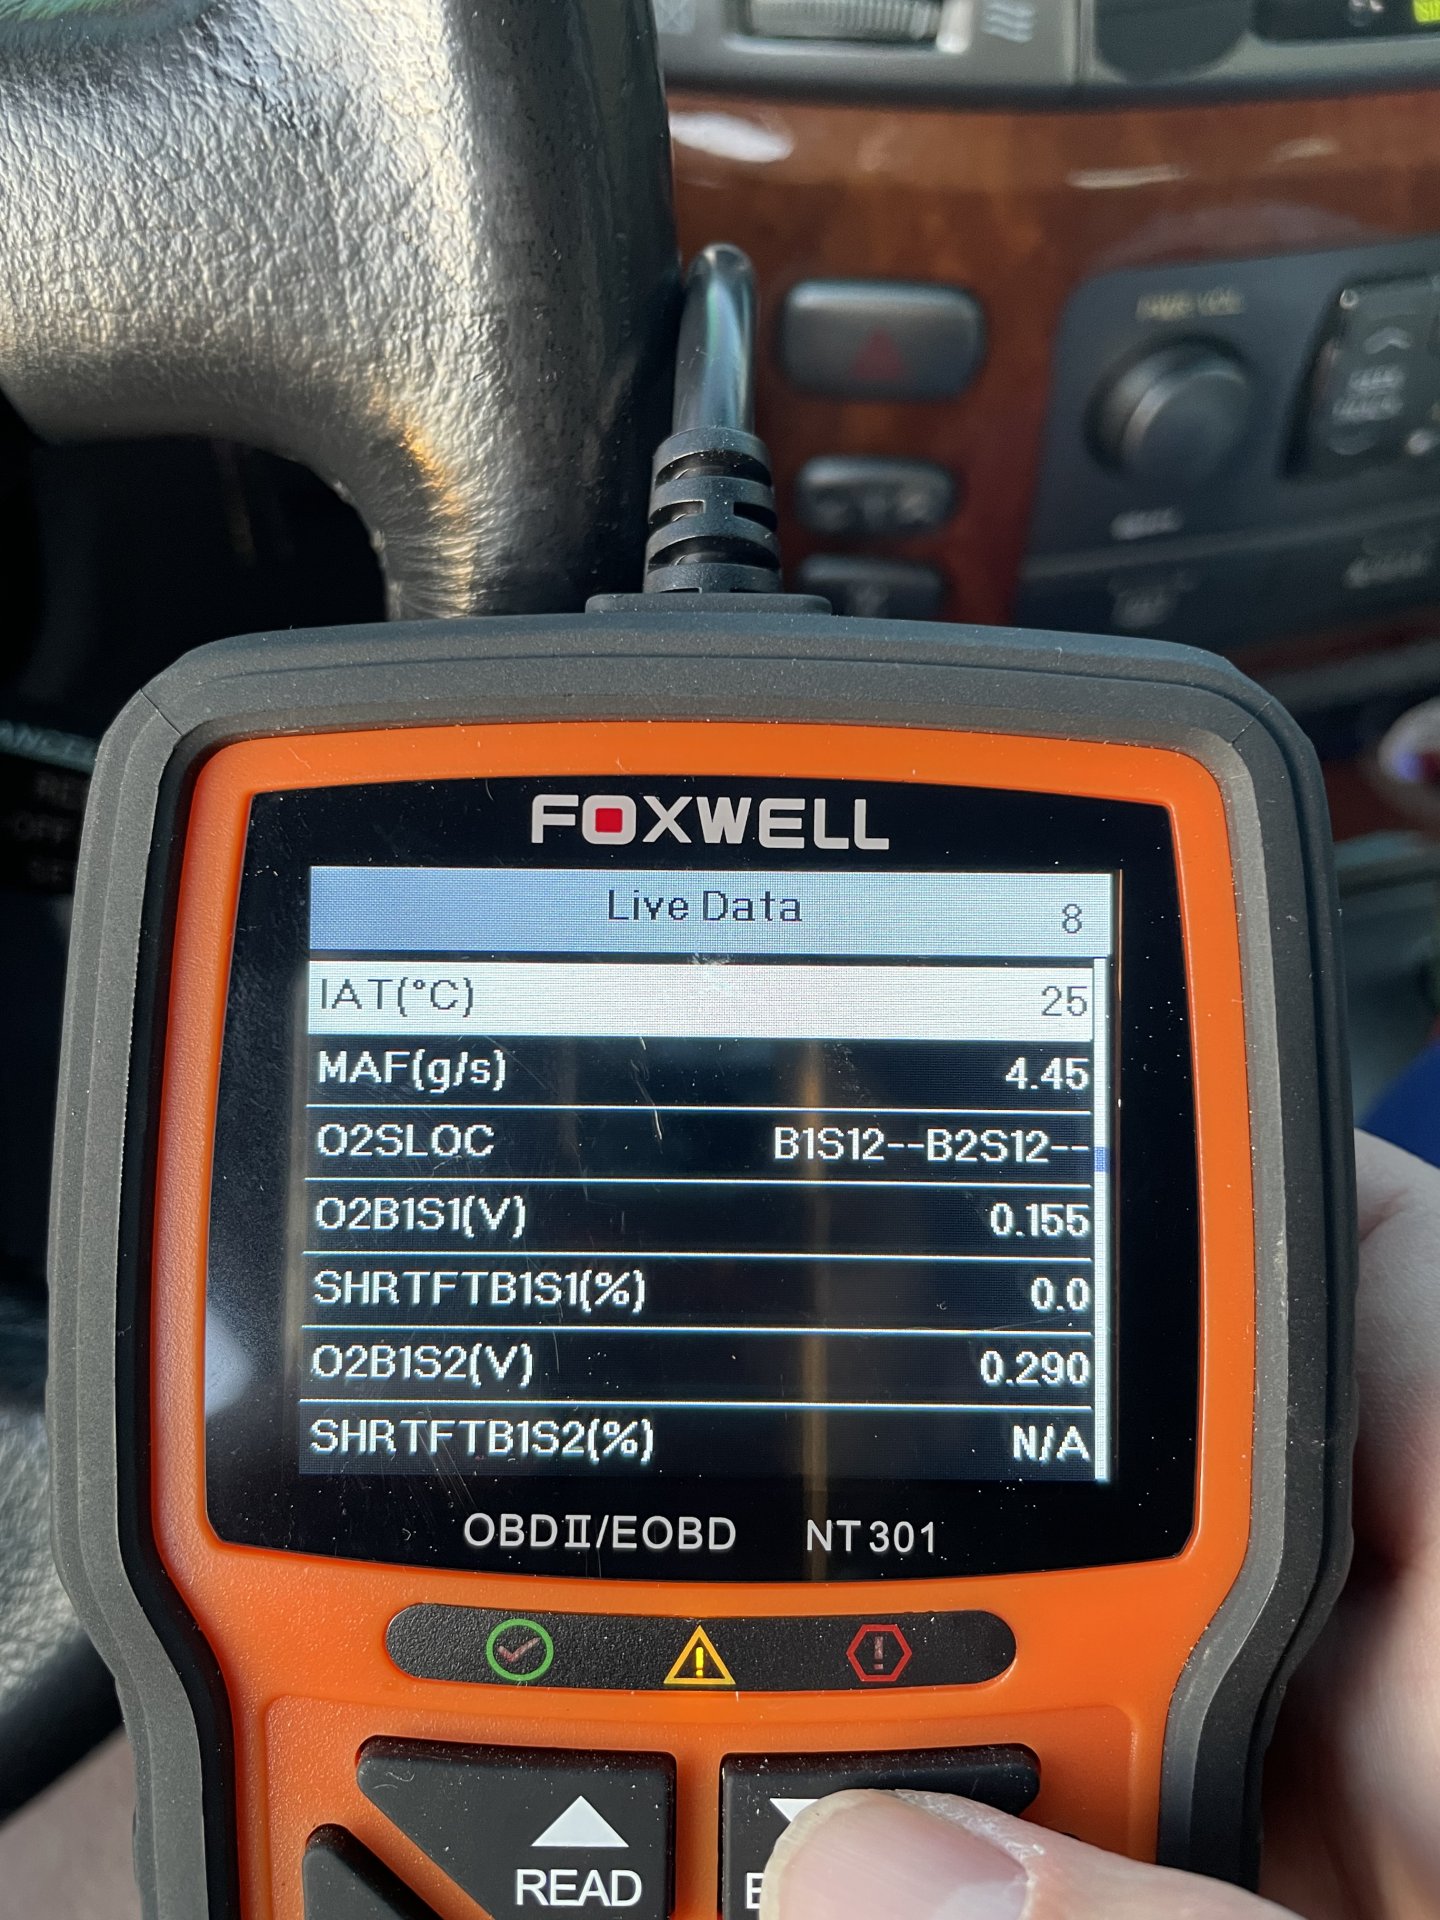 FOXWELL
Live Data 8
IAT(°C) 25
MAF(g/s) 4.45
O2SLOC B1S12--B2S12--
O2B1S1(V) 0.155
SHRTFTB1S1(%) 0.0
O2B1S2(V) 0.290
SHRTFTB1S2(%) N/A
OBDII/EOBD NT301
READ